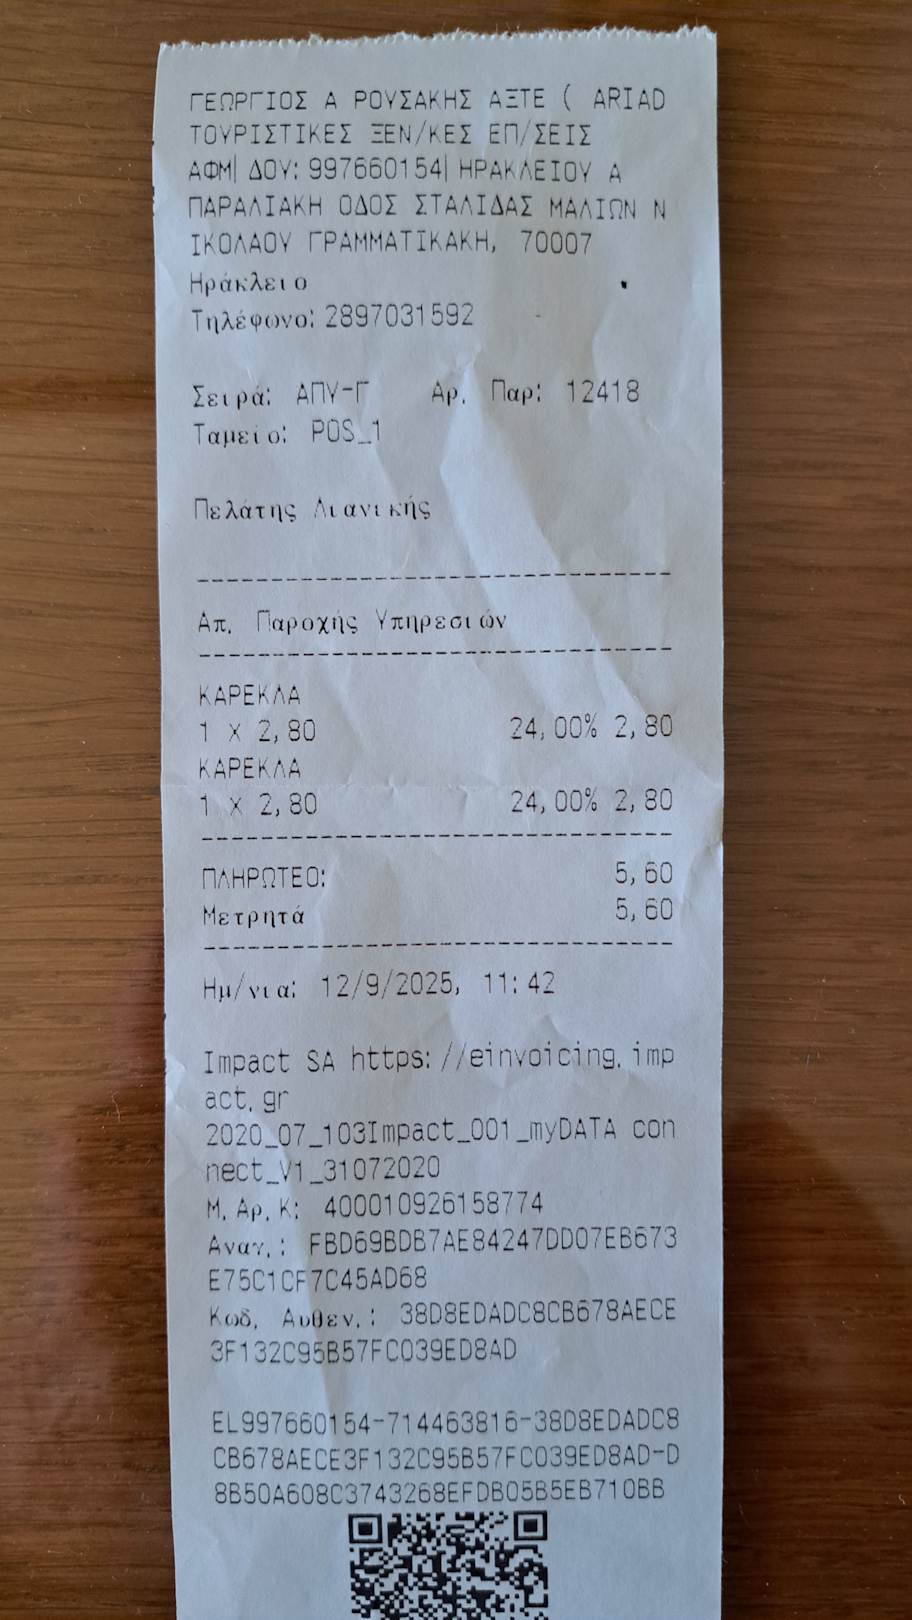 ΓΕΩΡΓΙΟΣ Α ΡΟΥΣΑΚΗΣ ΑΞΤΕ ( ARIAD
ΤΟΥΡΙΣΤΙΚΕΣ ΞΕΝ/ΚΕΣ ΕΠ/ΣΕΙΣ
ΑΦΜ| ΔΟΥ: 997660154| ΗΡΑΚΛΕΙΟΥ Α
ΠΑΡΑΛΙΑΚΗ ΟΔΟΣ ΣΤΑΛΙΔΑΣ ΜΑΛΙΩΝ Ν
ΙΚΟΛΑΟΥ ΓΡΑΜΜΑΤΙΚΑΚΗ, 70007
Ηράκλειο
Τηλέφωνο: 2897031592
Σειρά: ΑΠΥ-Γ Αρ. Παρ: 12418
Ταμείο: POS_1
Πελάτης Λιανικής
--------------------------------
Απ. Παροχής Υπηρεσιών
--------------------------------
ΚΑΡΕΚΛΑ
1 X 2,80 24,00% 2,80
ΚΑΡΕΚΛΑ
1 X 2,80 24,00% 2,80
--------------------------------
ΠΛΗΡΩΤΕΟ: 5,60
Μετρητά 5,60
--------------------------------
Ημ/νια: 12/9/2025, 11:42
Impact SA https://einvoicing.imp
act.gr
2020_07_103Impact_001_myDATA con
nect_V1_31072020
Μ.Αρ.Κ: 400010926158774
Αναγ.: FBD69BDB7AE84247DD07EB673
E75C1CF7C45AD68
Κωδ. Αυθεν.: 38D8EDADC8CB678AECE
3F132C95B57FC039ED8AD
EL997660154-714463816-38D8EDADC8
CB678AECE3F132C95B57FC039ED8AD-D
8B50A608C3743268EFDB05B5EB710BB